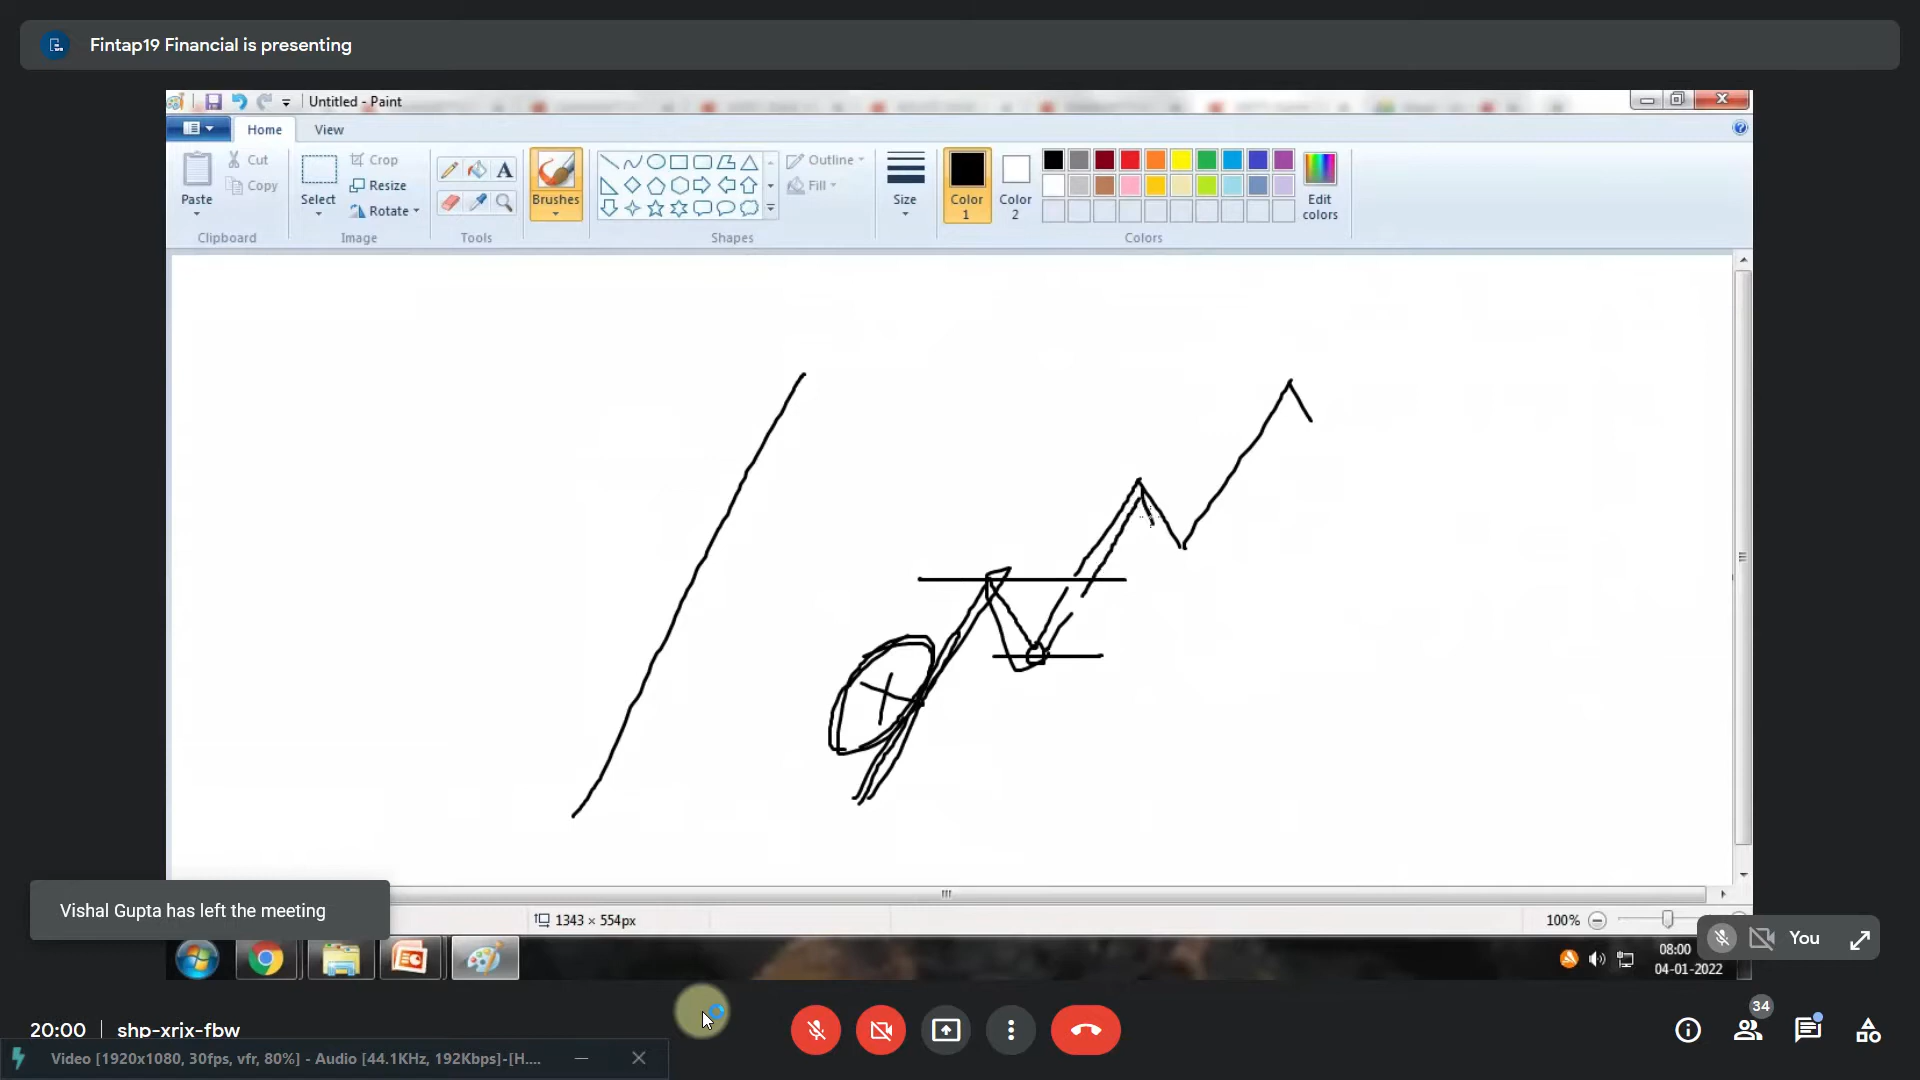 Fintap19 Financial is presenting
Untitled - Paint
Home View
Paste
Cut
Copy
Clipboard
Select
Crop
Resize
Rotate
Image
A
Tools
Brushes
Shapes
Outline
Fill
Size
Color 1
Color 2
Edit colors
Colors
Vishal Gupta has left the meeting
1343 × 554px
100%
You
08:00
04-01-2022
34
20:00 | shp-xrix-fbw
Video [1920x1080, 30fps, vfr, 80%] - Audio [44.1KHz, 192Kbps]-[H....